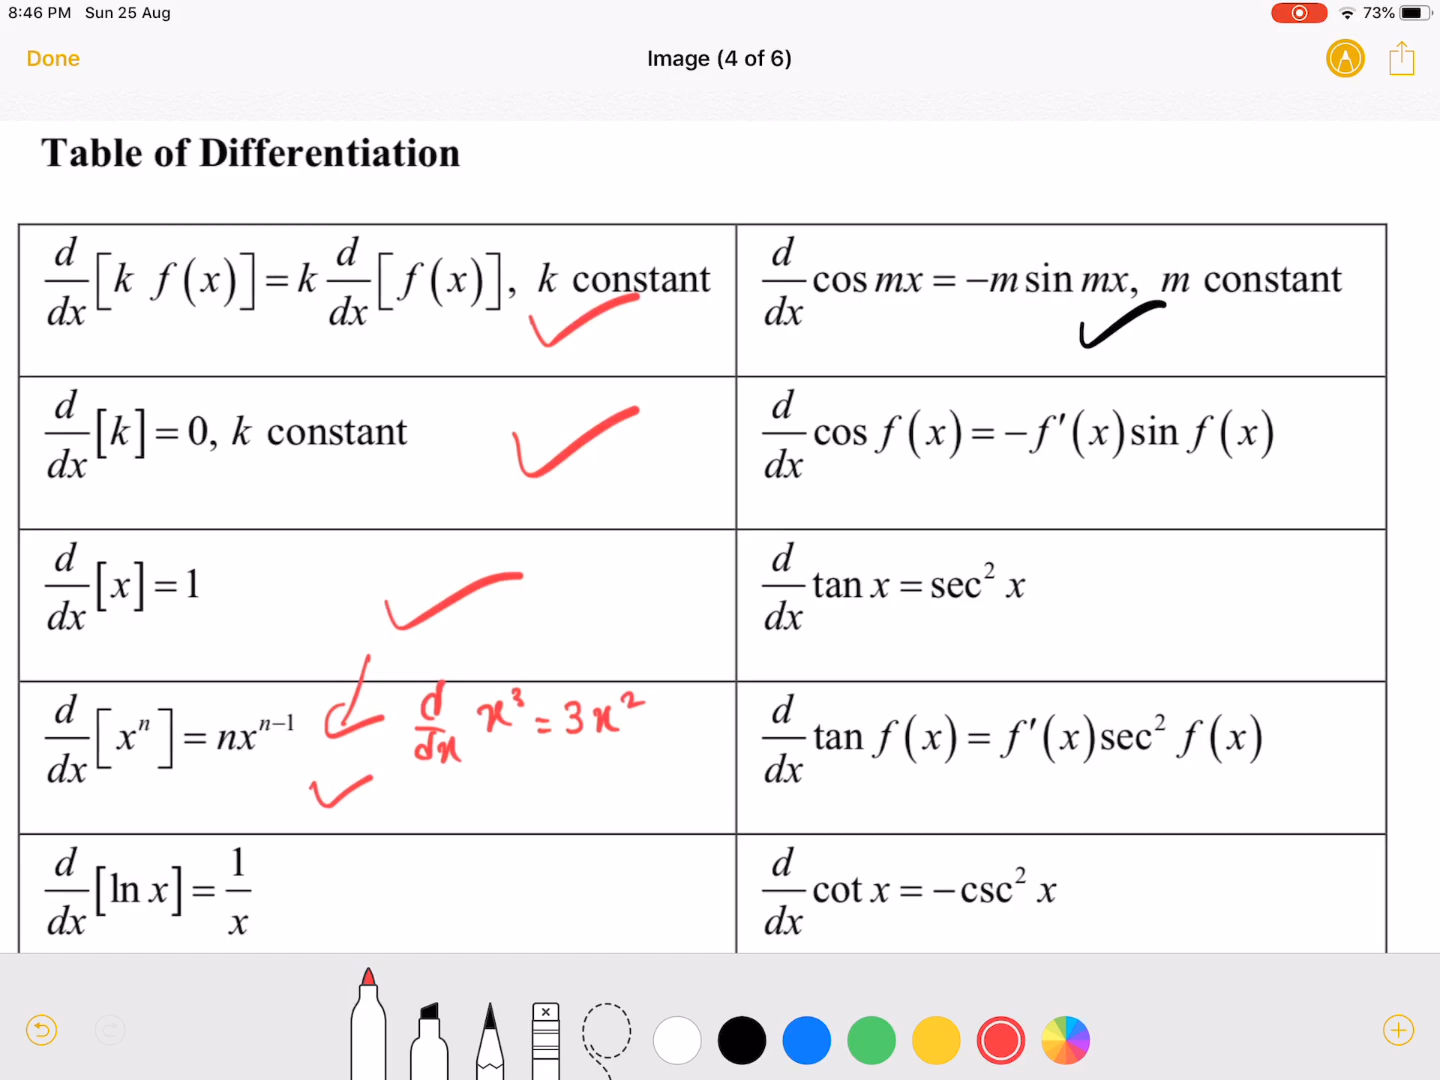 8:46 PM Sun 25 Aug
73%
Done
Image (4 of 6)
Table of Differentiation
d/dx [k f(x)] = k d/dx [f(x)], k constant
d/dx cos mx = −m sin mx, m constant
d/dx [k] = 0, k constant
d/dx cos f(x) = −f′(x) sin f(x)
d/dx [x] = 1
d/dx tan x = sec² x
d/dx [xⁿ] = nxⁿ⁻¹
d/dx x³ = 3x²
d/dx tan f(x) = f′(x) sec² f(x)
d/dx [ln x] = 1/x
d/dx cot x = −csc² x